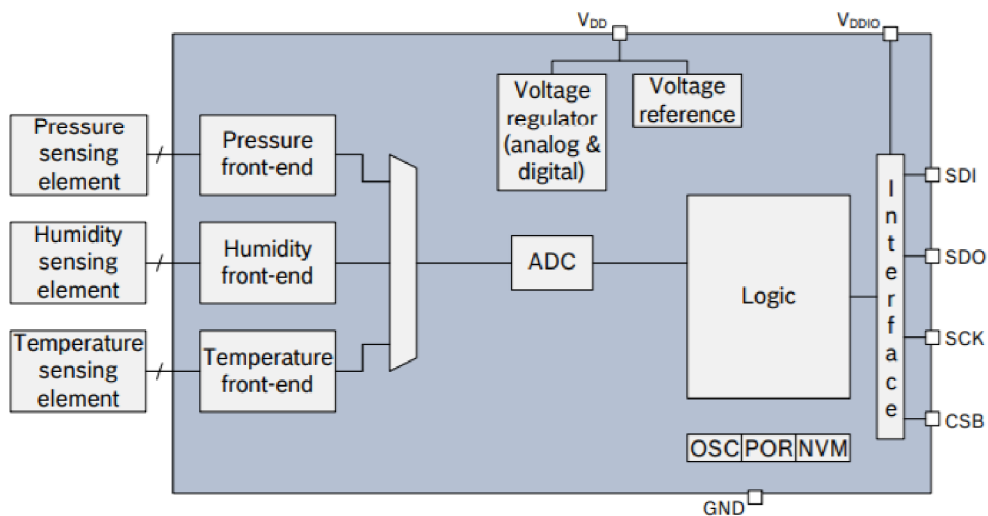 VDD
VDDIO
Voltage
regulator
(analog &
digital)
Voltage
reference
Pressure
sensing
element
Pressure
front-end
Humidity
sensing
element
Humidity
front-end
Temperature
sensing
element
Temperature
front-end
ADC
Logic
Interface
SDI
SDO
SCK
CSB
OSC POR NVM
GND